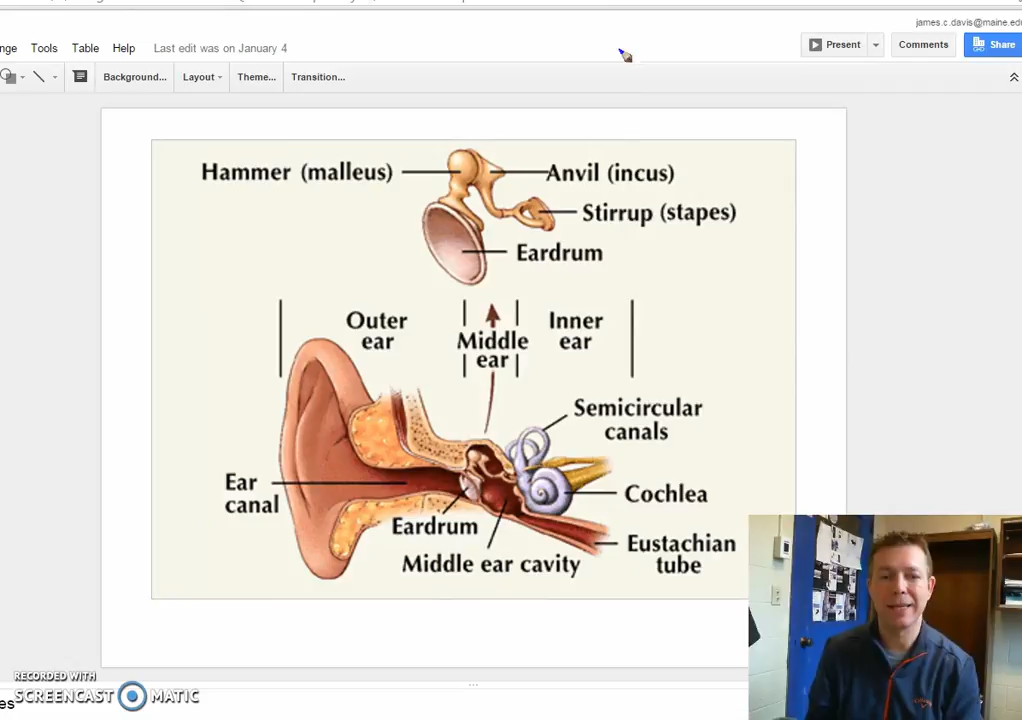 james.c.davis@maine.ed
nge Tools Table Help Last edit was on January 4
Present Comments Share
Background... Layout Theme... Transition...
Hammer (malleus)
Anvil (incus)
Stirrup (stapes)
Eardrum
Outer
ear
Middle
ear
Inner
ear
Semicircular
canals
Ear
canal
Cochlea
Eardrum
Middle ear cavity
Eustachian
tube
RECORDED WITH
SCREENCAST MATIC
es